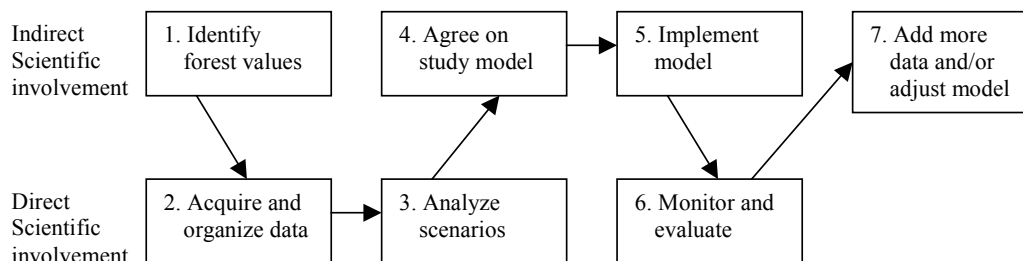 Indirect
Scientific
involvement
1. Identify
forest values
4. Agree on
study model
5. Implement
model
7. Add more
data and/or
adjust model
Direct
Scientific
involvement
2. Acquire and
organize data
3. Analyze
scenarios
6. Monitor and
evaluate